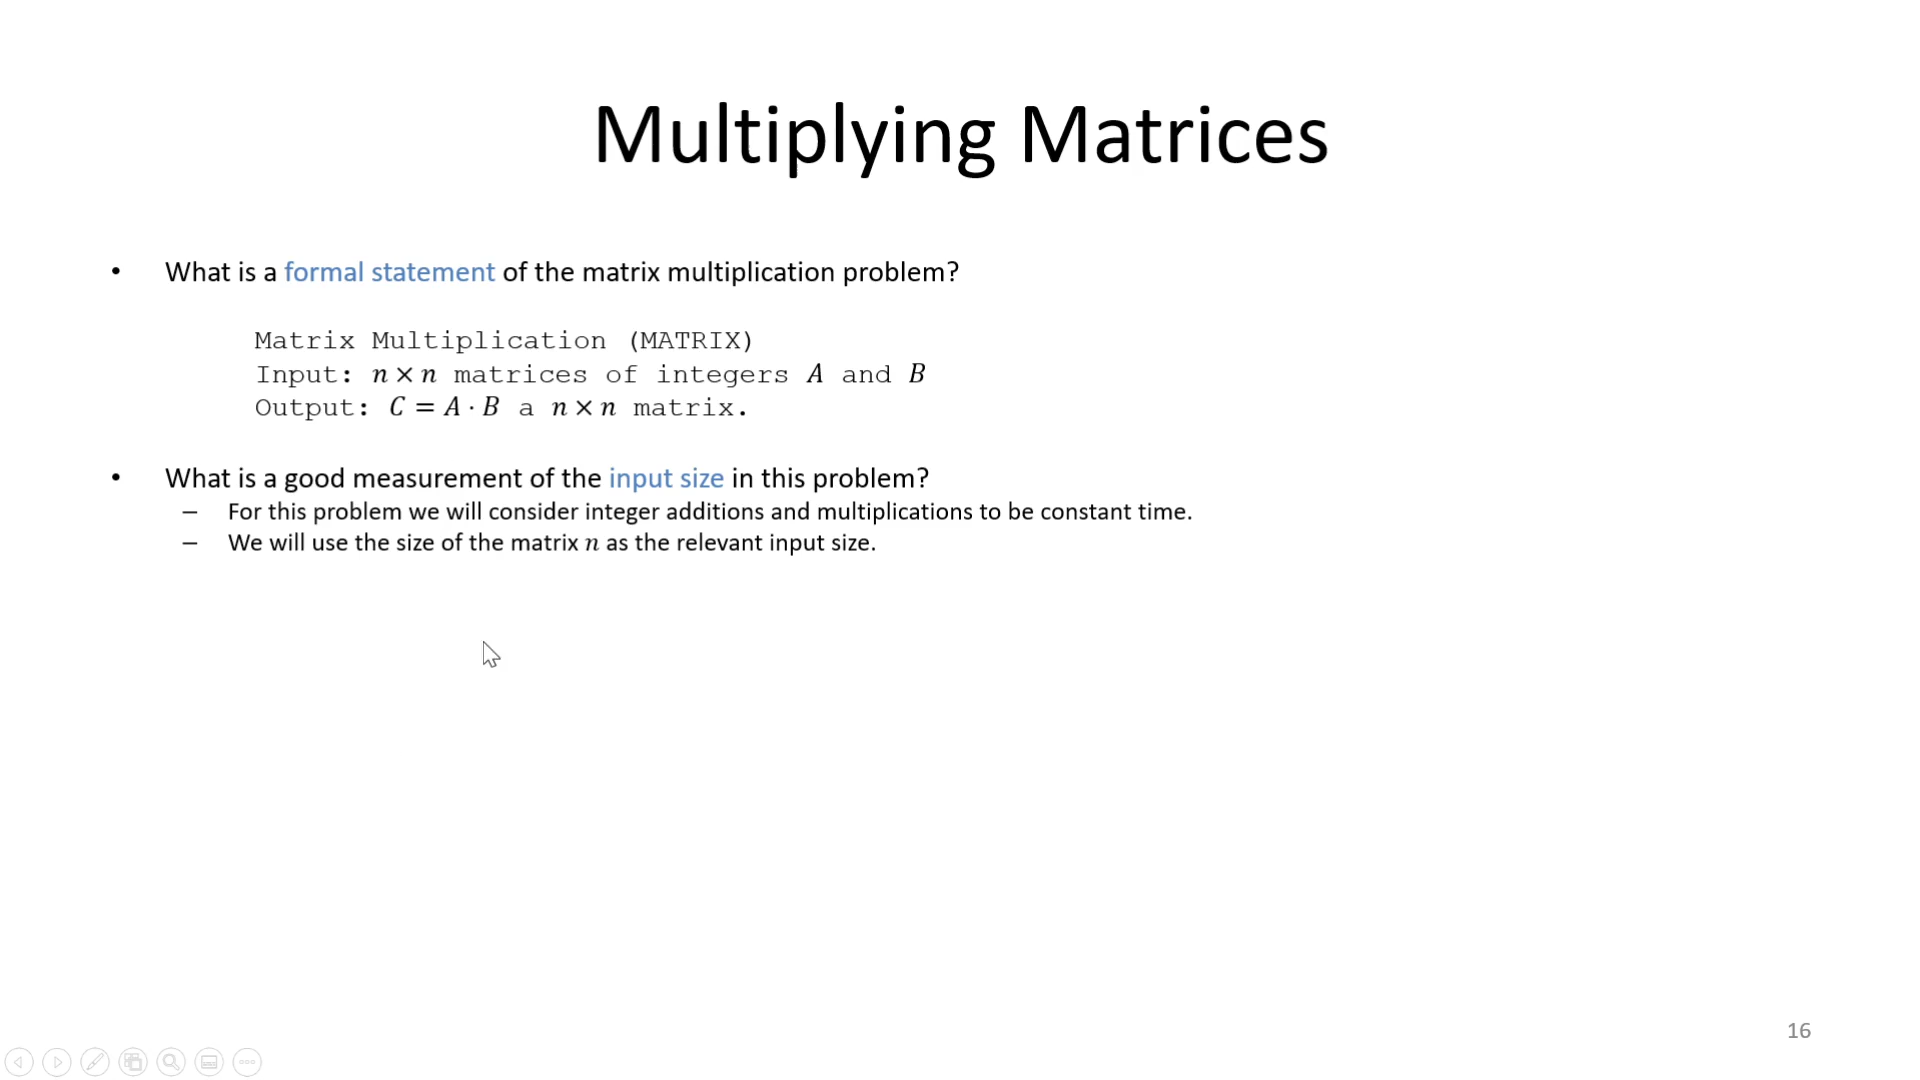 Multiplying Matrices
• What is a formal statement of the matrix multiplication problem?
Matrix Multiplication (MATRIX)
Input: n × n matrices of integers A and B
Output: C = A · B a n × n matrix.
• What is a good measurement of the input size in this problem?
– For this problem we will consider integer additions and multiplications to be constant time.
– We will use the size of the matrix n as the relevant input size.
16